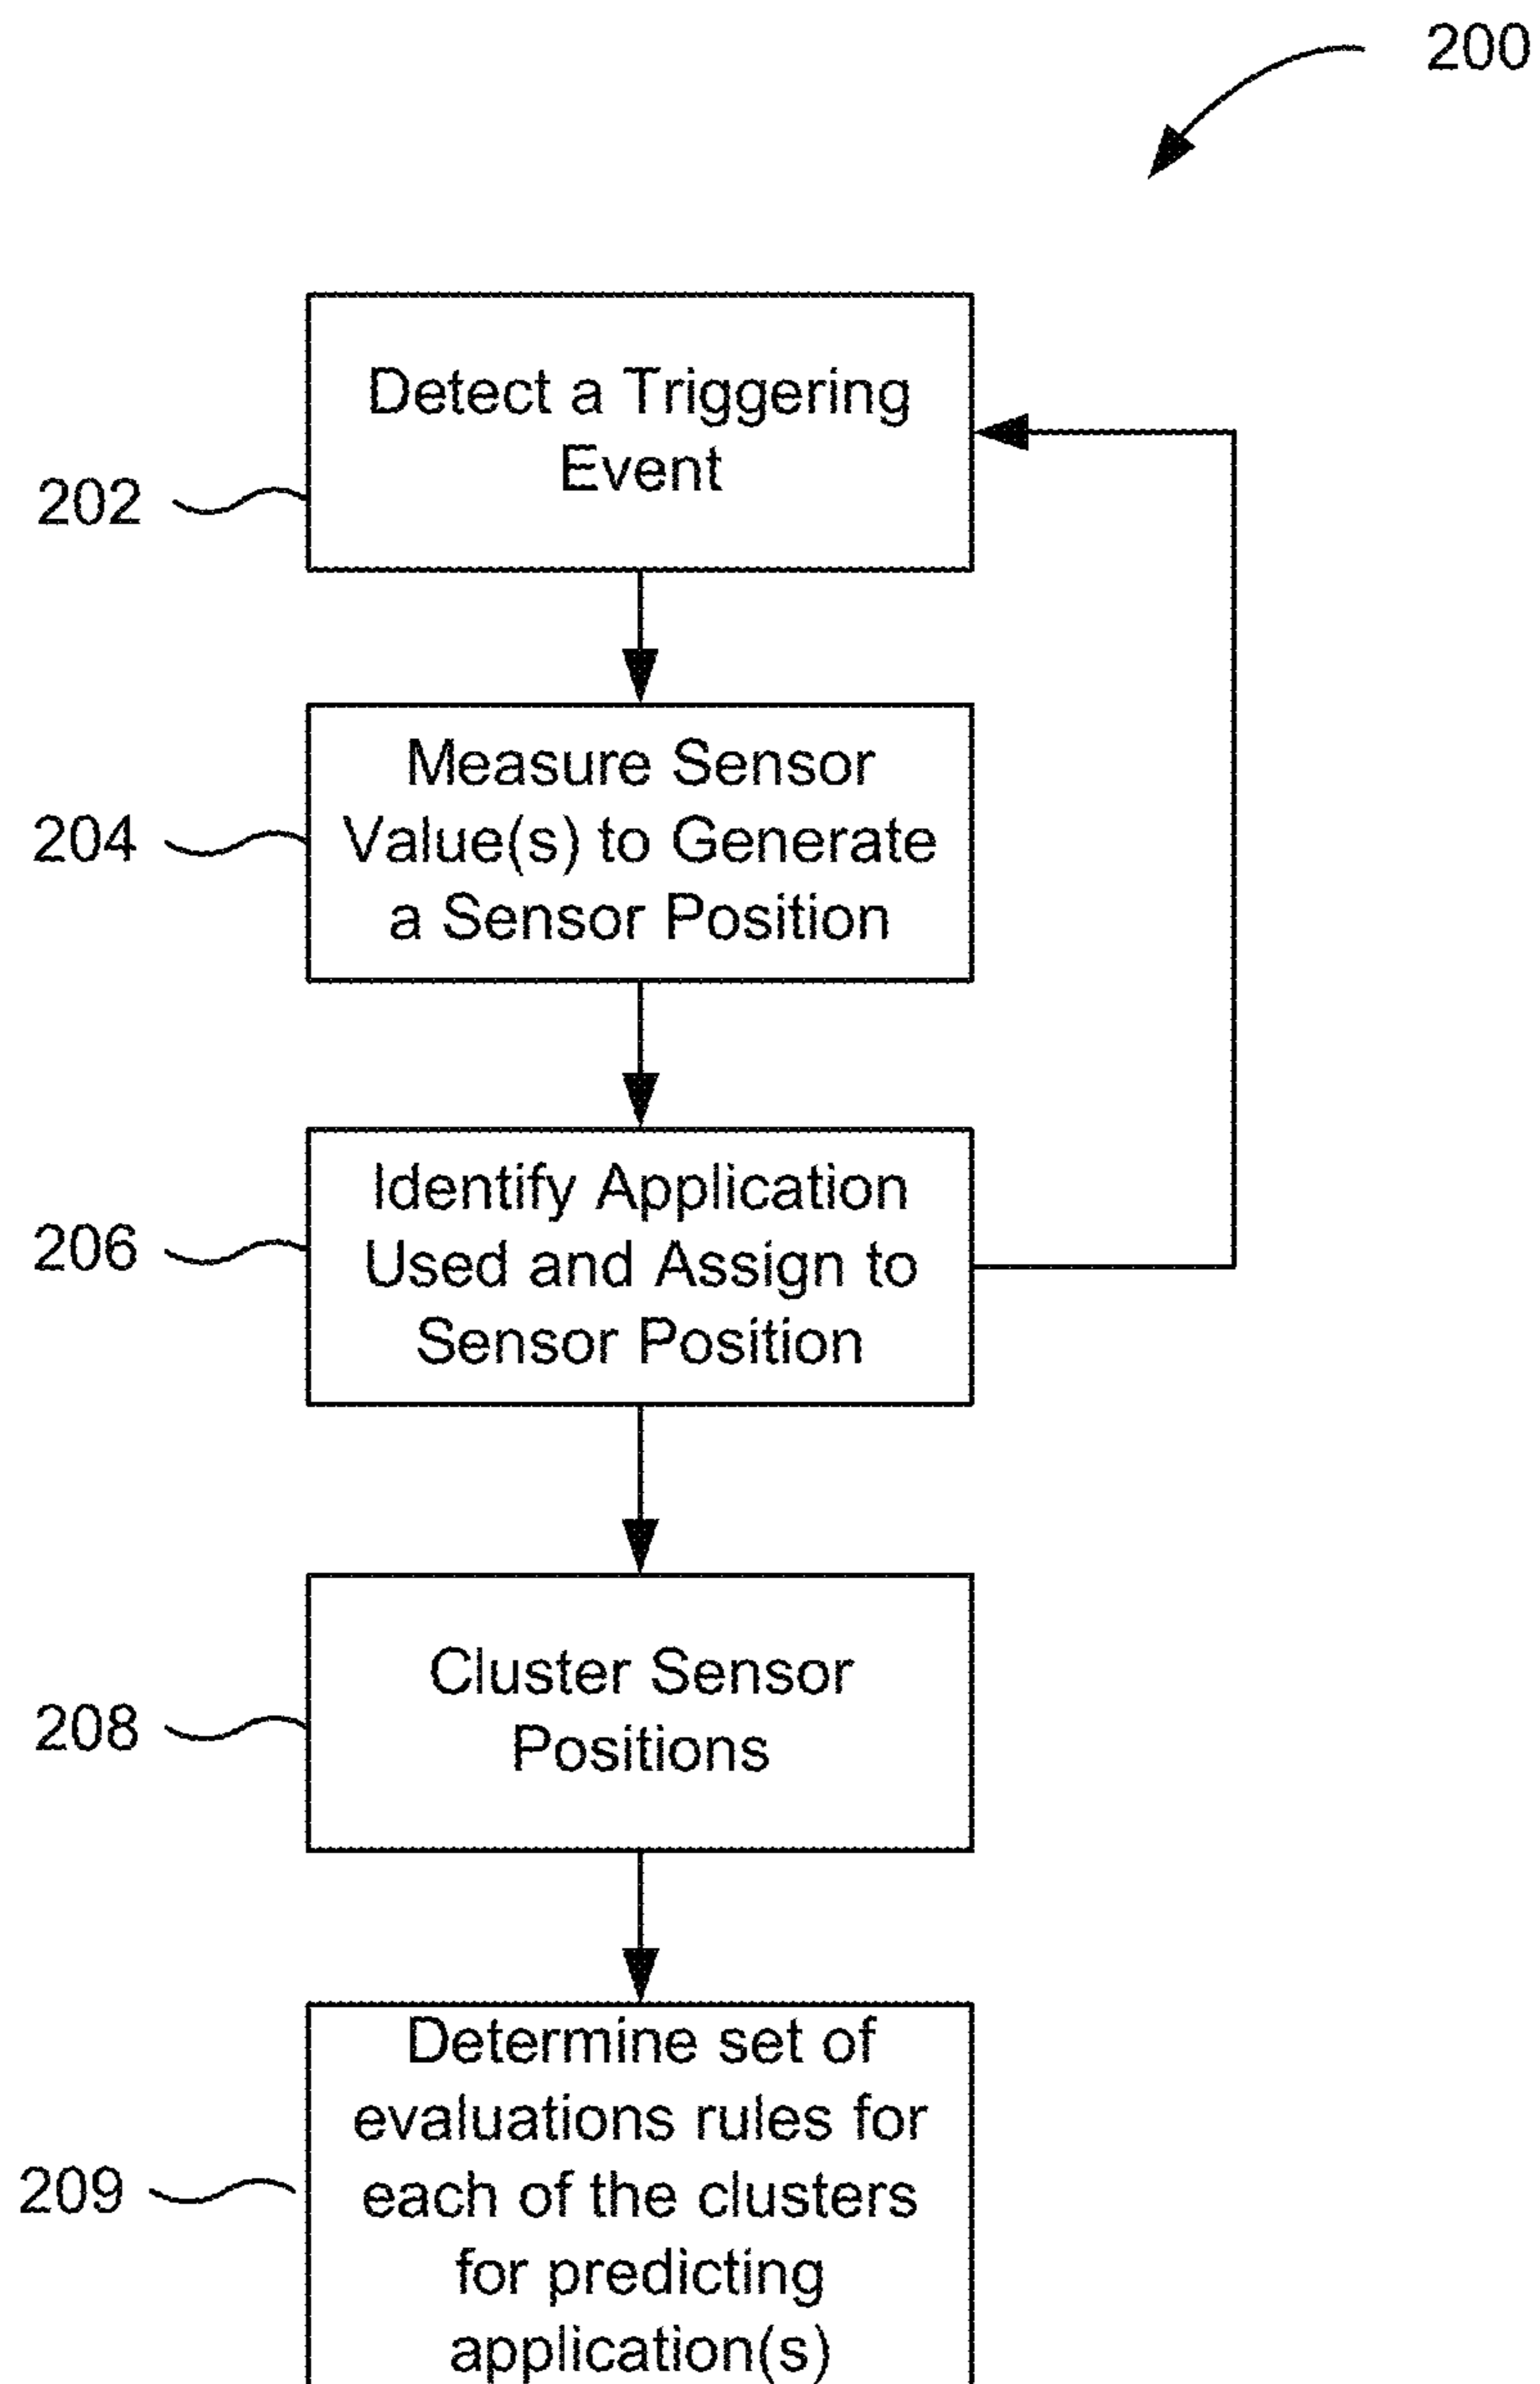 200
Detect a Triggering
Event
202
Measure Sensor
Value(s) to Generate
a Sensor Position
204
Identify Application
Used and Assign to
Sensor Position
206
Cluster Sensor
Positions
208
Determine set of
evaluations rules for
each of the clusters
for predicting
application(s)
209